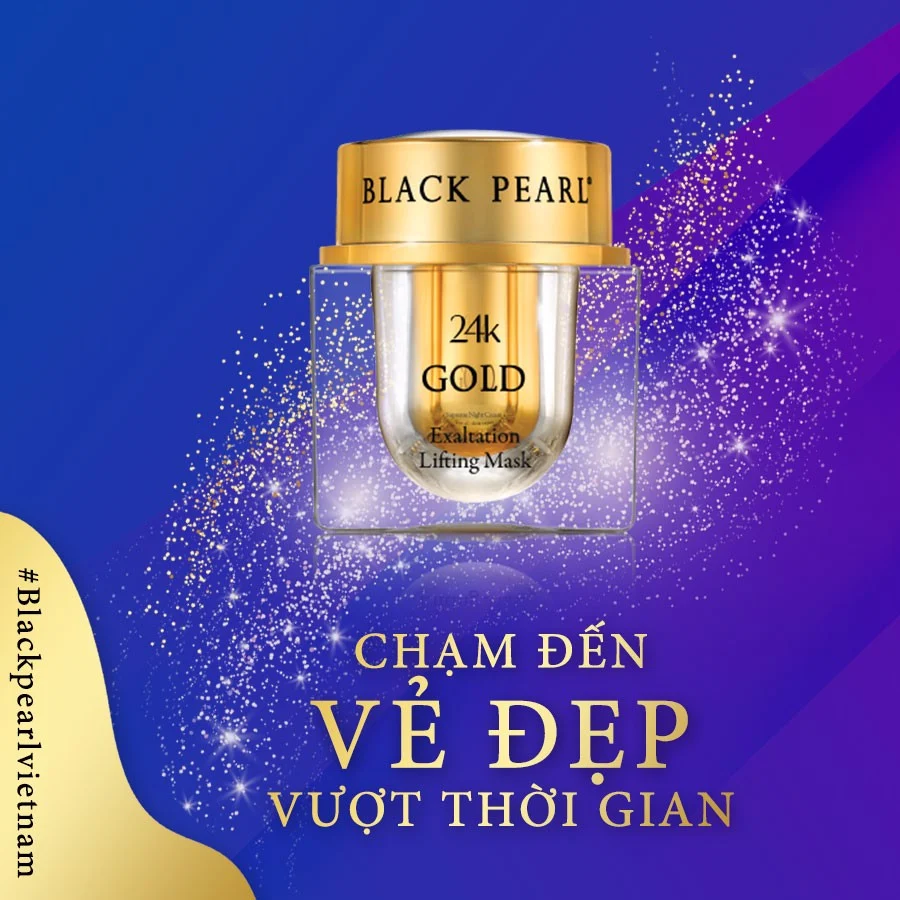 BLACK PEARL®
24k
GOLD
Exaltation
Lifting Mask
CHẠM ĐẾN
VẺ ĐẸP
VƯỢT THỜI GIAN
#Blackpearlvietnam